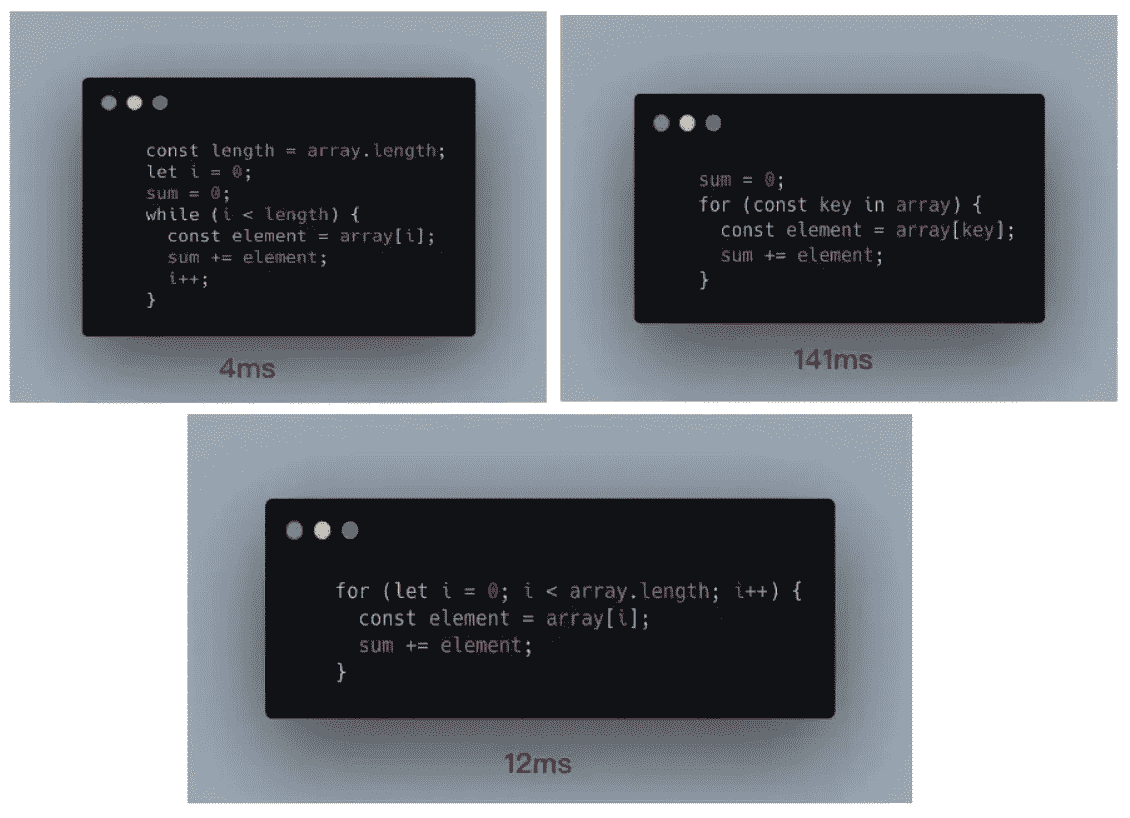 const length = array.length;
let i = 0;
sum = 0;
while (i < length) {
const element = array[i];
sum += element;
i++;
}
4ms
sum = 0;
for (const key in array) {
const element = array[key];
sum += element;
}
141ms
for (let i = 0; i < array.length; i++) {
const element = array[i];
sum += element;
}
12ms